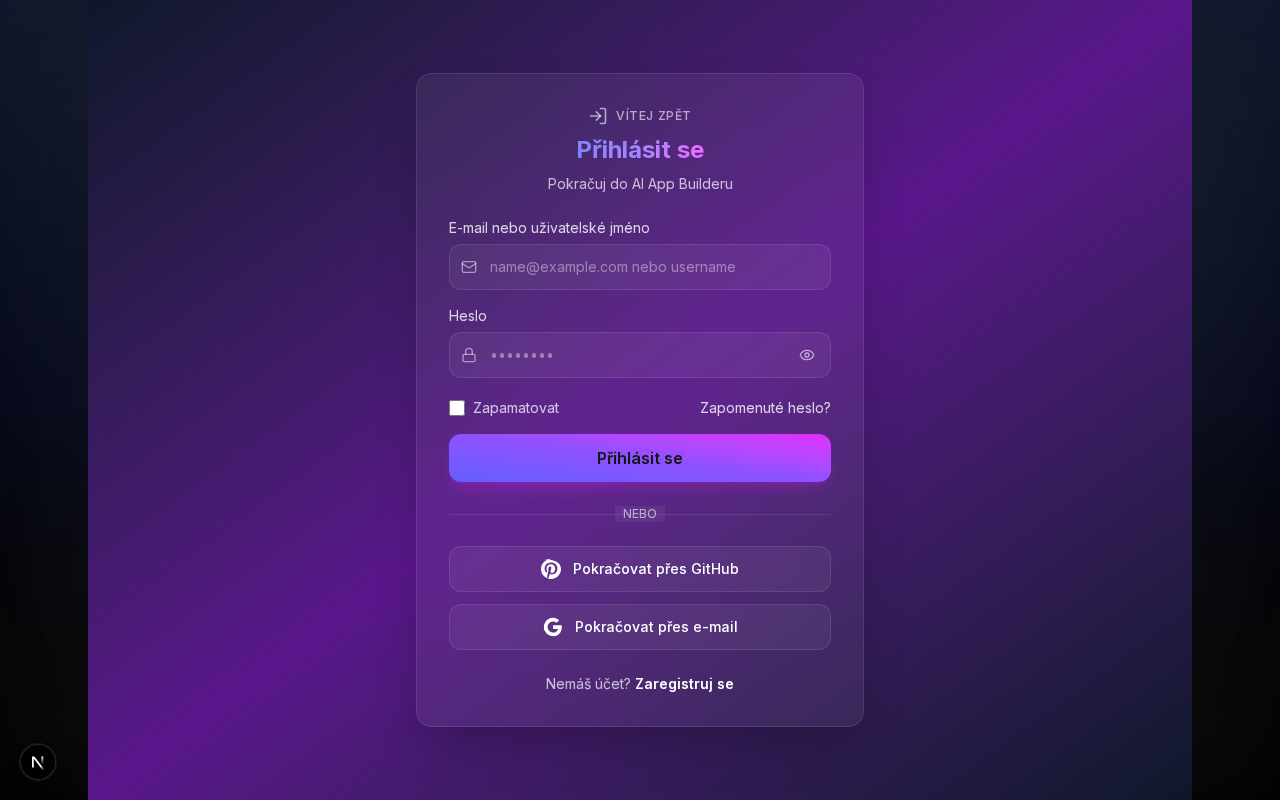 VÍTEJ ZPĚT
Přihlásit se
Pokračuj do AI App Builderu
E-mail nebo uživatelské jméno
name@example.com nebo username
Heslo
••••••••
Zapamatovat
Zapomenuté heslo?
Přihlásit se
NEBO
Pokračovat přes GitHub
Pokračovat přes e-mail
Nemáš účet? Zaregistruj se
N